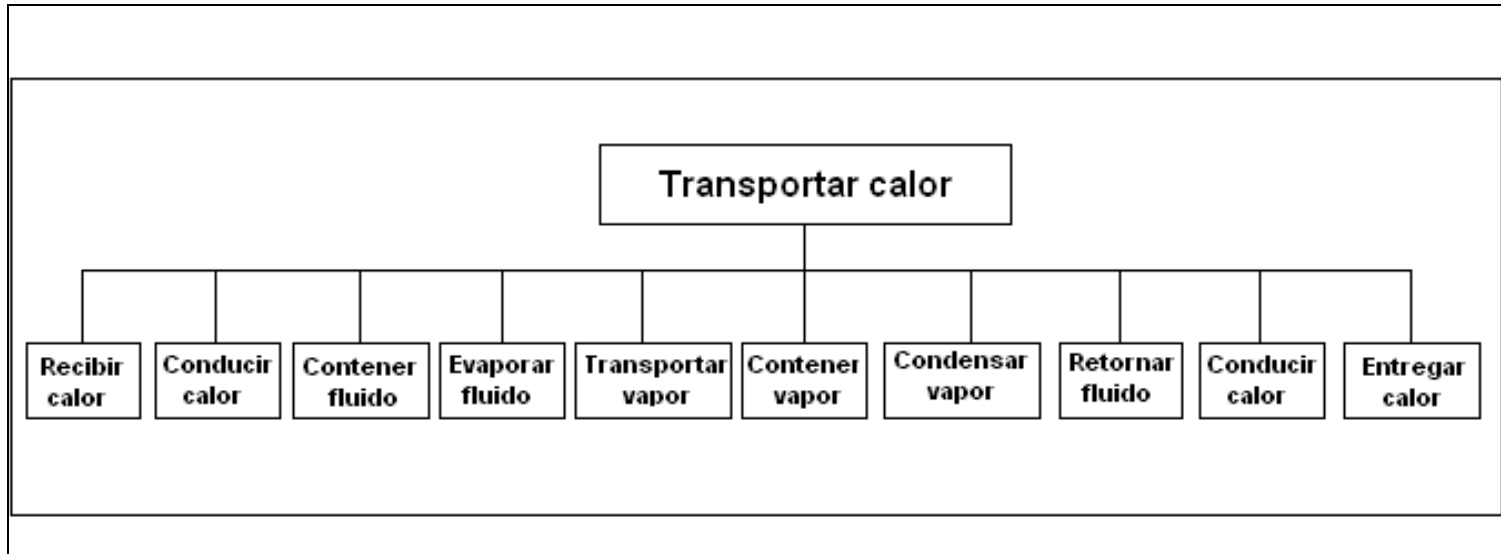 Transportar calor
Recibir
calor
Conducir
calor
Contener
fluido
Evaporar
fluido
Transportar
vapor
Contener
vapor
Condensar
vapor
Retornar
fluido
Conducir
calor
Entregar
calor